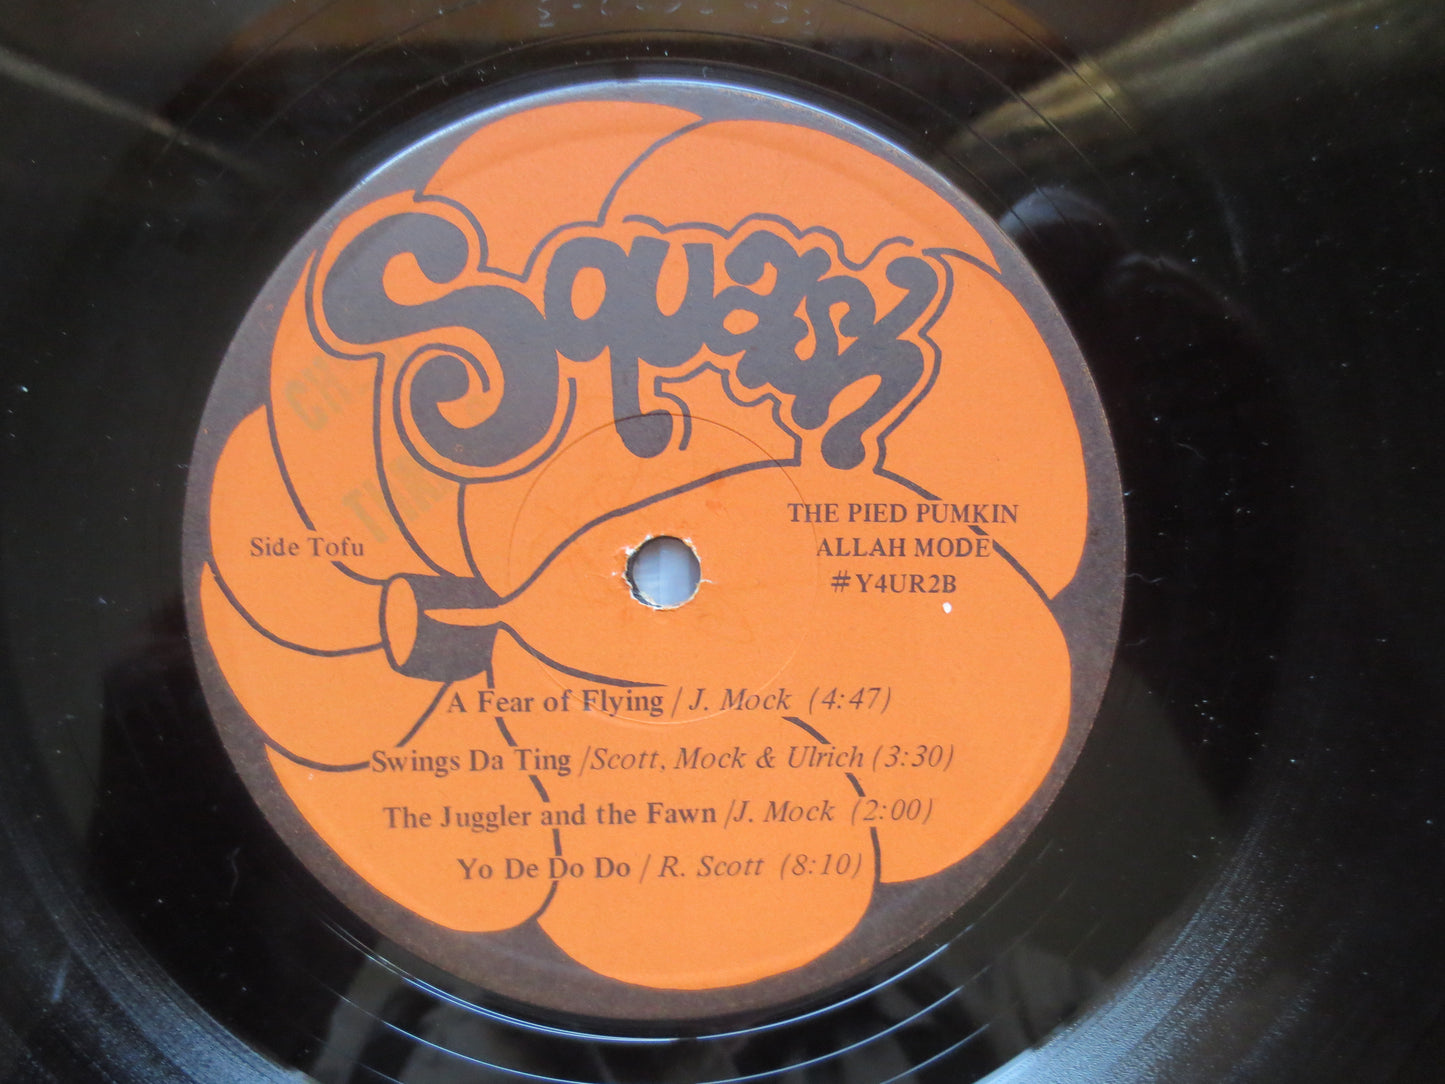 Squash
THE PIED PUMKIN
Side Tofu
ALLAH MODE
#Y4UR2B
A Fear of Flying / J. Mock (4:47)
Swings Da Ting /Scott, Mock & Ulrich (3:30)
The Juggler and the Fawn /J. Mock (2:00)
Yo De Do Do / R. Scott (8:10)